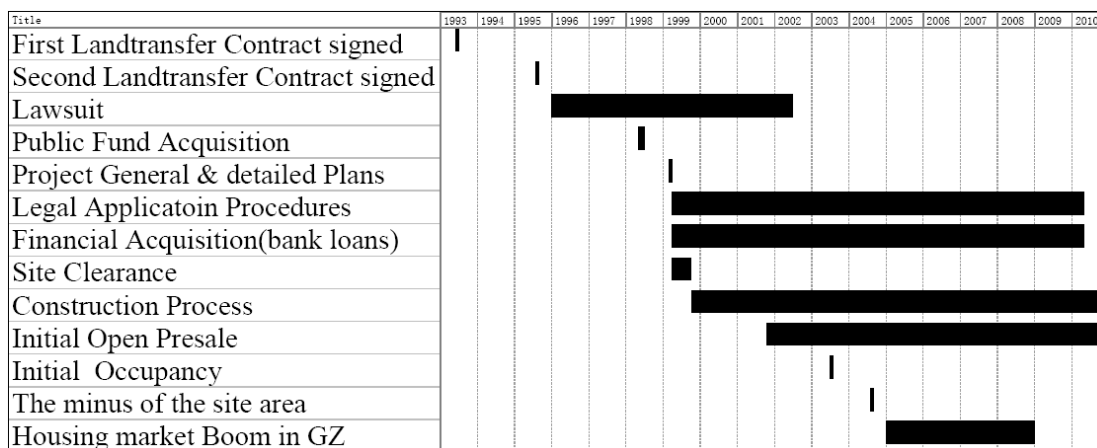 Title 1993 1994 1995 1996 1997 1998 1999 2000 2001 2002 2003 2004 2005 2006 2007 2008 2009 2010
First Landtransfer Contract signed
Second Landtransfer Contract signed
Lawsuit
Public Fund Acquisition
Project General & detailed Plans
Legal Applicatoin Procedures
Financial Acquisition(bank loans)
Site Clearance
Construction Process
Initial Open Presale
Initial Occupancy
The minus of the site area
Housing market Boom in GZ